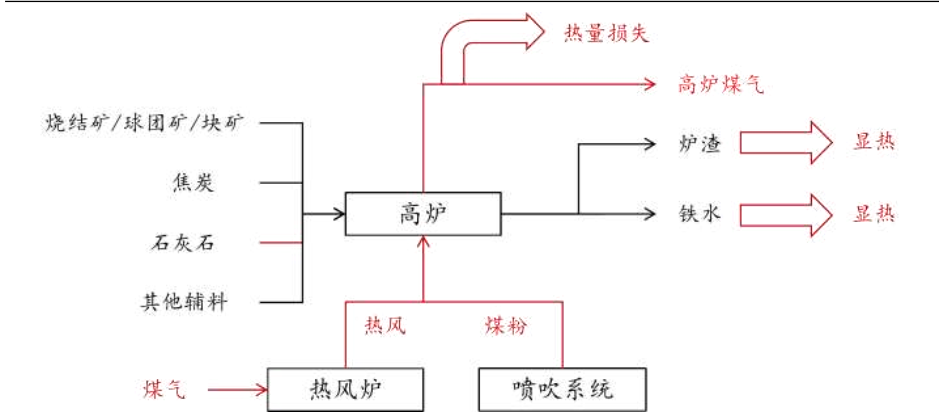 热量损失
高炉煤气
烧结矿/球团矿/块矿
炉渣
显热
焦炭
高炉
铁水
显热
石灰石
其他辅料
热风
煤粉
煤气
热风炉
喷吹系统